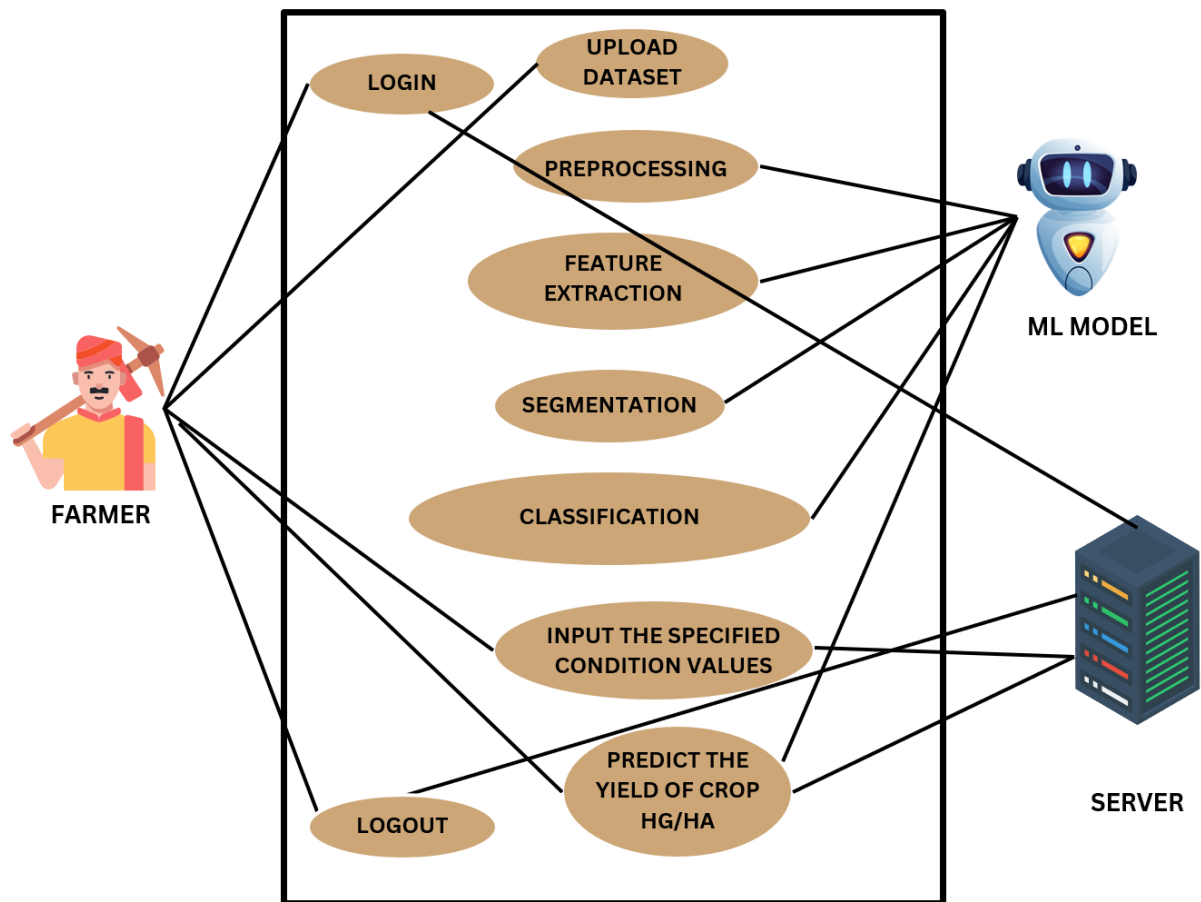 UPLOAD
DATASET
LOGIN
PREPROCESSING
FEATURE
EXTRACTION
ML MODEL
SEGMENTATION
FARMER
CLASSIFICATION
INPUT THE SPECIFIED
CONDITION VALUES
PREDICT THE
YIELD OF CROP
HG/HA
SERVER
LOGOUT